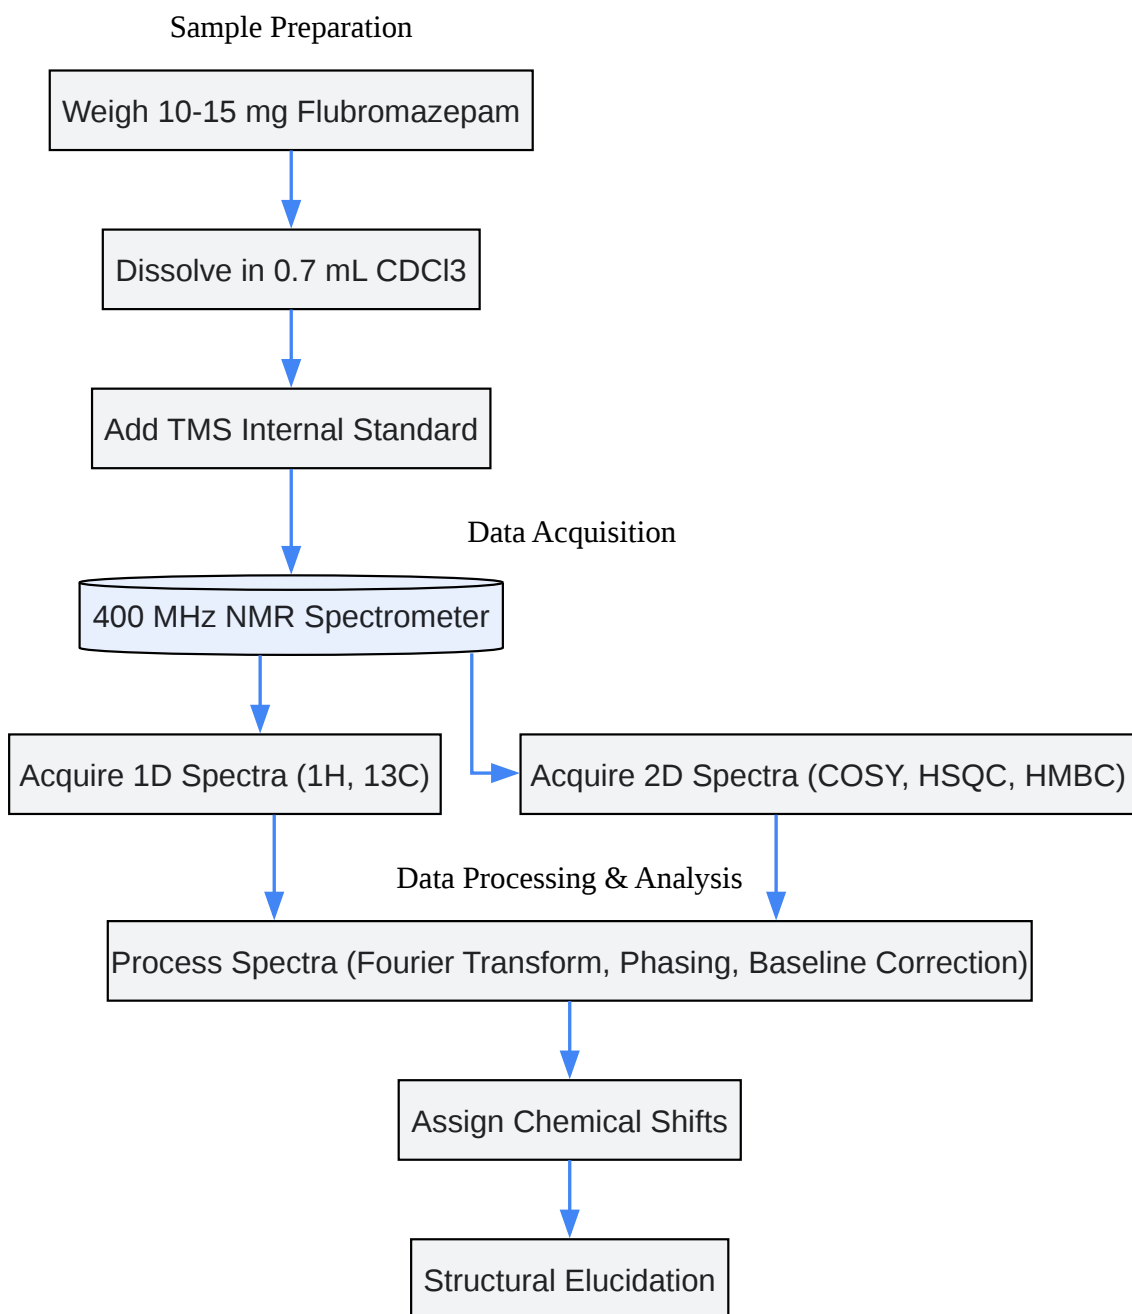 Sample Preparation
Weigh 10-15 mg Flubromazepam
Dissolve in 0.7 mL CDCl3
Add TMS Internal Standard
Data Acquisition
400 MHz NMR Spectrometer
Acquire 1D Spectra (1H, 13C)
Acquire 2D Spectra (COSY, HSQC, HMBC)
Data Processing & Analysis
Process Spectra (Fourier Transform, Phasing, Baseline Correction)
Assign Chemical Shifts
Structural Elucidation